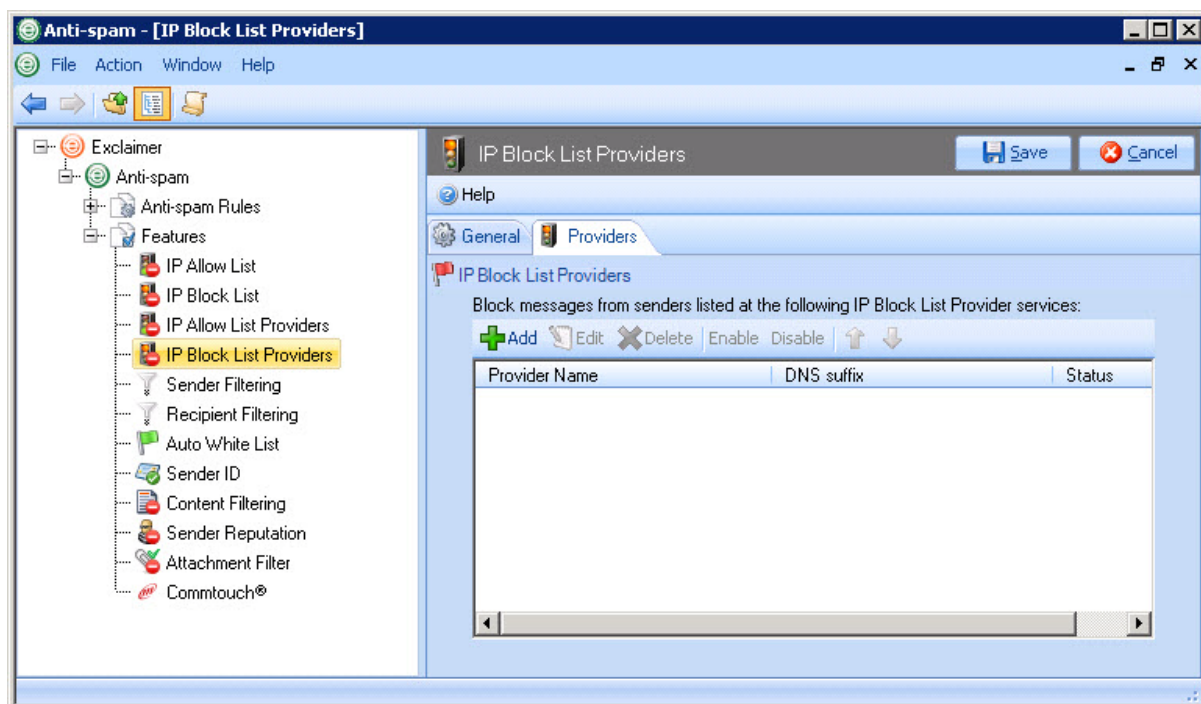 Anti-spam - [IP Block List Providers]
File Action Window Help
Exclaimer
Anti-spam
Anti-spam Rules
Features
IP Allow List
IP Block List
IP Allow List Providers
IP Block List Providers
Sender Filtering
Recipient Filtering
Auto White List
Sender ID
Content Filtering
Sender Reputation
Attachment Filter
Commtouch®
IP Block List Providers Save Cancel
Help
General Providers
IP Block List Providers
Block messages from senders listed at the following IP Block List Provider services:
Add Edit Delete Enable Disable
Provider Name DNS suffix Status